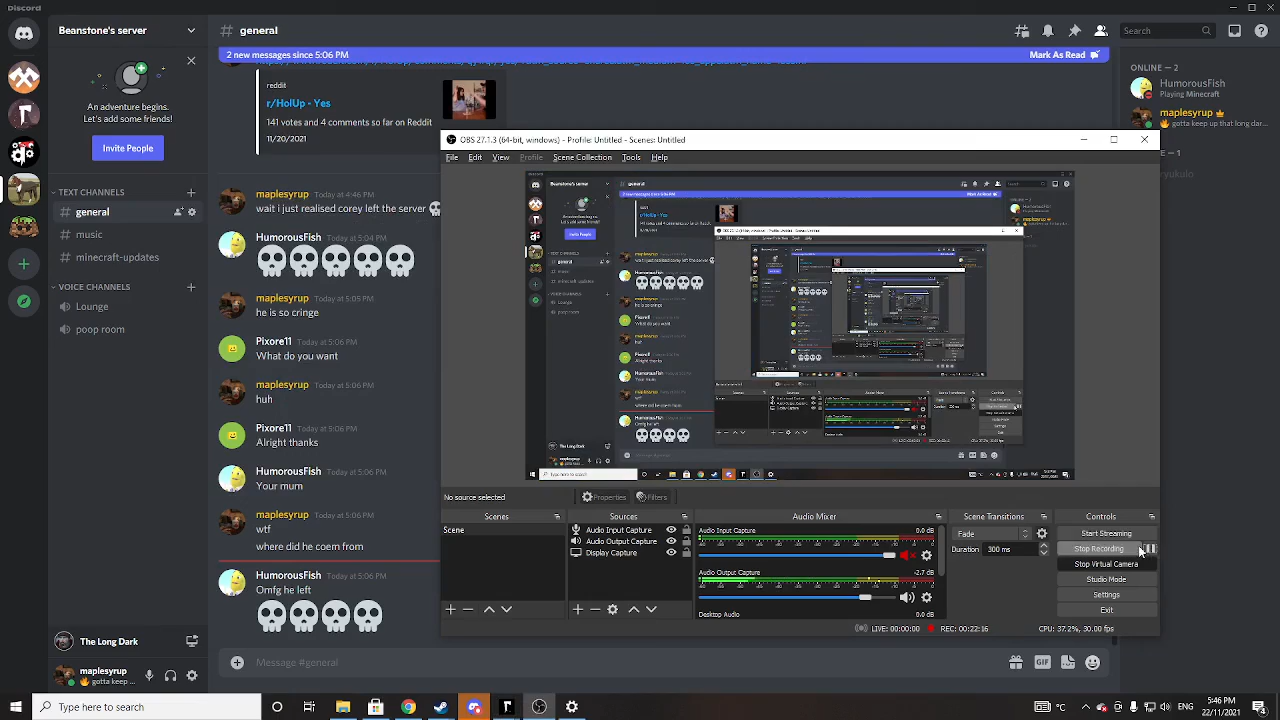 Discord
Beanstone's server
general
Search
2 new messages since 5:06 PM
Mark As Read
An adventure begins.
Let's add some friends!
Invite People
reddit
r/HolUp - Yes
141 votes and 4 comments so far on Reddit
11/20/2021
ONLINE — 2
HumorousFish
Playing Minecraft
maplesyrup
gotta keep up that long dar...
TEXT CHANNELS
general
music
minecraft-updates
VOICE CHANNELS
Lounge
poop room
maplesyrup Today at 4:46 PM
wait i just realised corey left the server
HumorousFish Today at 5:04 PM
💀💀💀💀💀
maplesyrup Today at 5:05 PM
he is so cringe
Pixore11 Today at 5:06 PM
What do you want
maplesyrup Today at 5:06 PM
huh
Pixore11 Today at 5:06 PM
Alright thanks
HumorousFish Today at 5:06 PM
Your mum
maplesyrup Today at 5:06 PM
wtf
where did he coem from
HumorousFish Today at 5:06 PM
Omfg he left
💀💀💀💀
Message #general
GIF
The Long Dark
maplesyrup
gotta keep ...
OBS 27.1.3 (64-bit, windows) - Profile: Untitled - Scenes: Untitled
File Edit View Profile Scene Collection Tools Help
No source selected
Properties
Filters
Scenes
Sources
Audio Mixer
Scene Transitions
Controls
Scene
Audio Input Capture
Audio Output Capture
Display Capture
Audio Input Capture 0.0 dB
Audio Output Capture -2.7 dB
Desktop Audio 0.0 dB
Fade
Duration: 300 ms
Start Streaming
Stop Recording
Stop Virtual Camera
Studio Mode
Settings
Exit
LIVE: 00:00:00
REC: 00:22:16
CPU: 37.2%, 30.00 fps
Type here to search
5:46 PM
22/11/2021